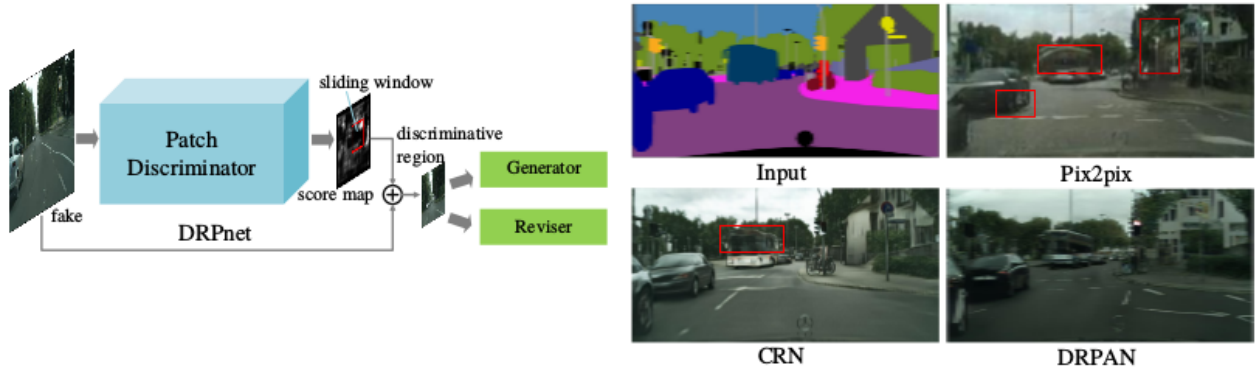 sliding window
Patch
Discriminator
discriminative
region
score map
fake
DRPnet
Generator
Reviser
Input
Pix2pix
CRN
DRPAN